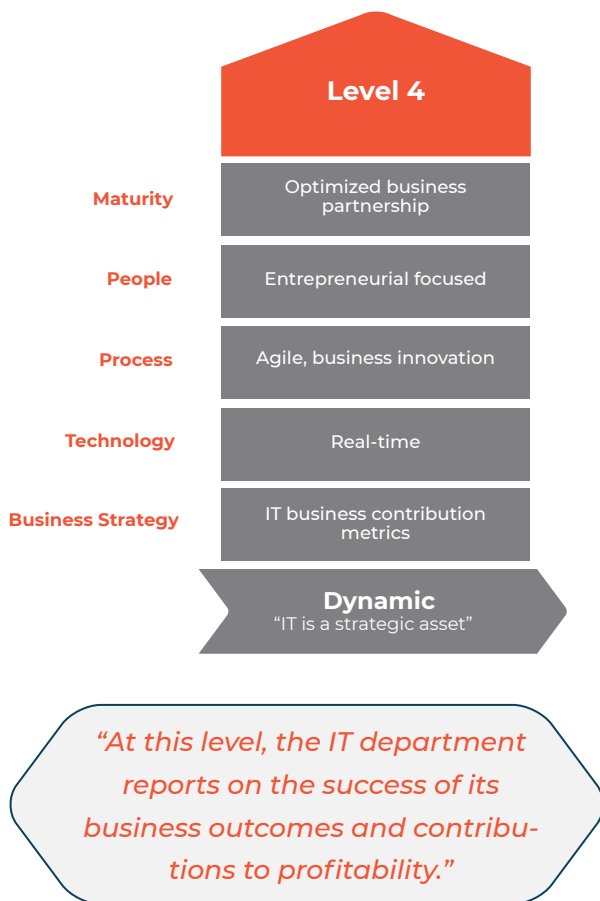 Level 4
Maturity
Optimized business
partnership
People
Entrepreneurial focused
Process
Agile, business innovation
Technology
Real-time
Business Strategy
IT business contribution
metrics
Dynamic
“IT is a strategic asset”
“At this level, the IT department
reports on the success of its
business outcomes and contribu-
tions to profitability.”